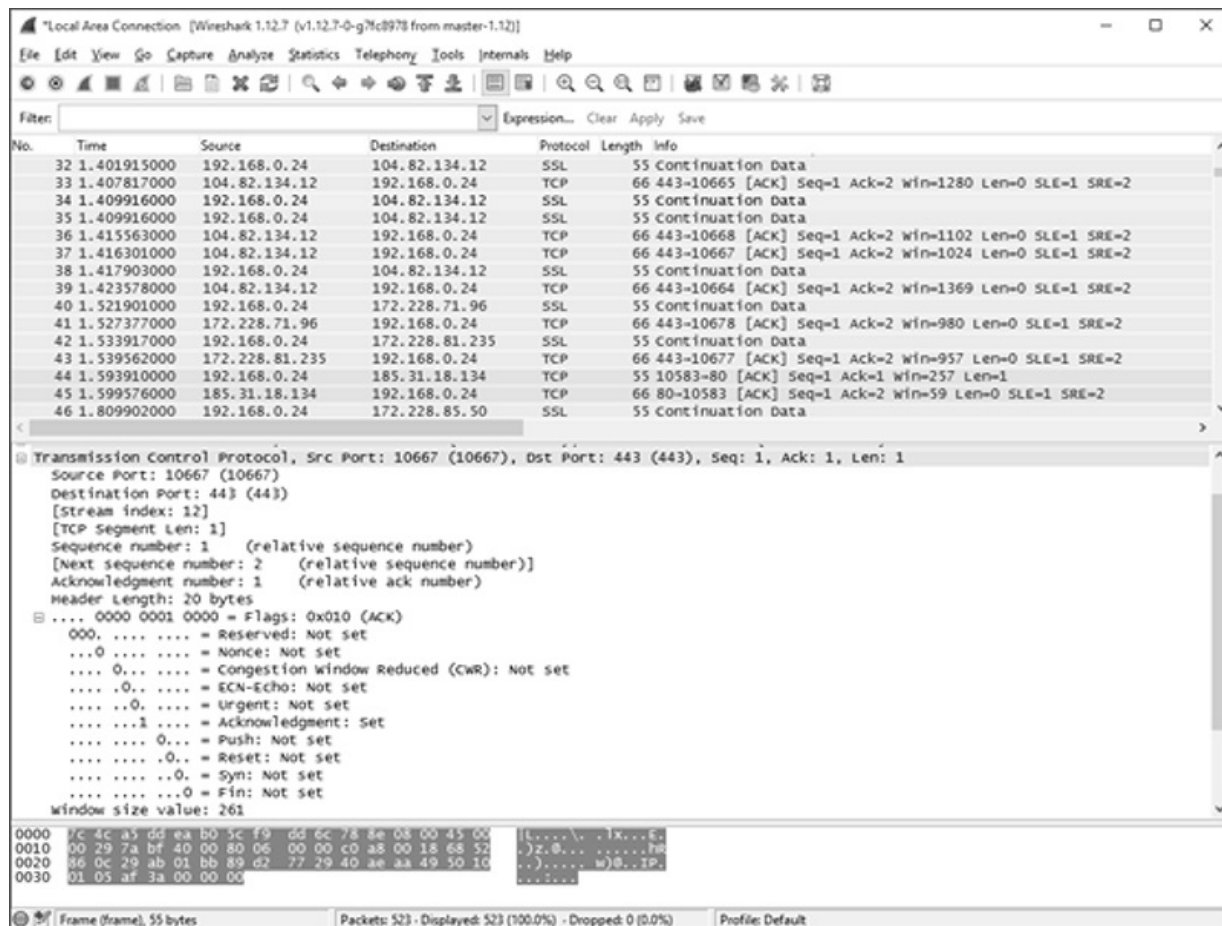 *Local Area Connection [Wireshark 1.12.7 (v1.12.7-0-g7fc8978 from master-1.12)]
File Edit View Go Capture Analyze Statistics Telephony Tools Internals Help
Filter: Expression... Clear Apply Save
No. Time Source Destination Protocol Length Info
32 1.401915000 192.168.0.24 104.82.134.12 SSL 55 Continuation Data
33 1.407817000 104.82.134.12 192.168.0.24 TCP 66 443→10665 [ACK] Seq=1 Ack=2 Win=1280 Len=0 SLE=1 SRE=2
34 1.409916000 192.168.0.24 104.82.134.12 SSL 55 Continuation Data
35 1.409916000 192.168.0.24 104.82.134.12 SSL 55 Continuation Data
36 1.415563000 104.82.134.12 192.168.0.24 TCP 66 443→10668 [ACK] Seq=1 Ack=2 Win=1102 Len=0 SLE=1 SRE=2
37 1.416301000 104.82.134.12 192.168.0.24 TCP 66 443→10667 [ACK] Seq=1 Ack=2 Win=1024 Len=0 SLE=1 SRE=2
38 1.417903000 192.168.0.24 104.82.134.12 SSL 55 Continuation Data
39 1.423578000 104.82.134.12 192.168.0.24 TCP 66 443→10664 [ACK] Seq=1 Ack=2 Win=1369 Len=0 SLE=1 SRE=2
40 1.521901000 192.168.0.24 172.228.71.96 SSL 55 Continuation Data
41 1.527377000 172.228.71.96 192.168.0.24 TCP 66 443→10678 [ACK] Seq=1 Ack=2 Win=980 Len=0 SLE=1 SRE=2
42 1.533917000 192.168.0.24 172.228.81.235 SSL 55 Continuation Data
43 1.539562000 172.228.81.235 192.168.0.24 TCP 66 443→10677 [ACK] Seq=1 Ack=2 Win=957 Len=0 SLE=1 SRE=2
44 1.593910000 192.168.0.24 185.31.18.134 TCP 55 10583→80 [ACK] Seq=1 Ack=1 Win=257 Len=1
45 1.599576000 185.31.18.134 192.168.0.24 TCP 66 80→10583 [ACK] Seq=1 Ack=2 Win=59 Len=0 SLE=1 SRE=2
46 1.809902000 192.168.0.24 172.228.85.50 SSL 55 Continuation Data
Transmission Control Protocol, Src Port: 10667 (10667), Dst Port: 443 (443), Seq: 1, Ack: 1, Len: 1
Source Port: 10667 (10667)
Destination Port: 443 (443)
[Stream index: 12]
[TCP Segment Len: 1]
Sequence number: 1 (relative sequence number)
[Next sequence number: 2 (relative sequence number)]
Acknowledgment number: 1 (relative ack number)
Header Length: 20 bytes
.... 0000 0001 0000 = Flags: 0x010 (ACK)
000. .... .... = Reserved: Not set
...0 .... .... = Nonce: Not set
.... 0... .... = Congestion Window Reduced (CWR): Not set
.... .0.. .... = ECN-Echo: Not set
.... ..0. .... = Urgent: Not set
.... ...1 .... = Acknowledgment: Set
.... .... 0... = Push: Not set
.... .... .0.. = Reset: Not set
.... .... ..0. = Syn: Not set
.... .... ...0 = Fin: Not set
Window size value: 261
0000 7c 4c a5 dd ea b0 5c f9 dd 6c 78 8e 08 00 45 00 |L....\. .lx...E.
0010 00 29 7a bf 40 00 80 06 00 00 c0 a8 00 18 68 52 .)z.@... ......hR
0020 86 0c 29 ab 01 bb 89 d2 77 29 40 ae aa 49 50 10 ..)..... w)@..IP.
0030 01 05 af 3a 00 00 00 ...:...
Frame (frame), 55 bytes Packets: 523 · Displayed: 523 (100.0%) · Dropped: 0 (0.0%) Profile: Default